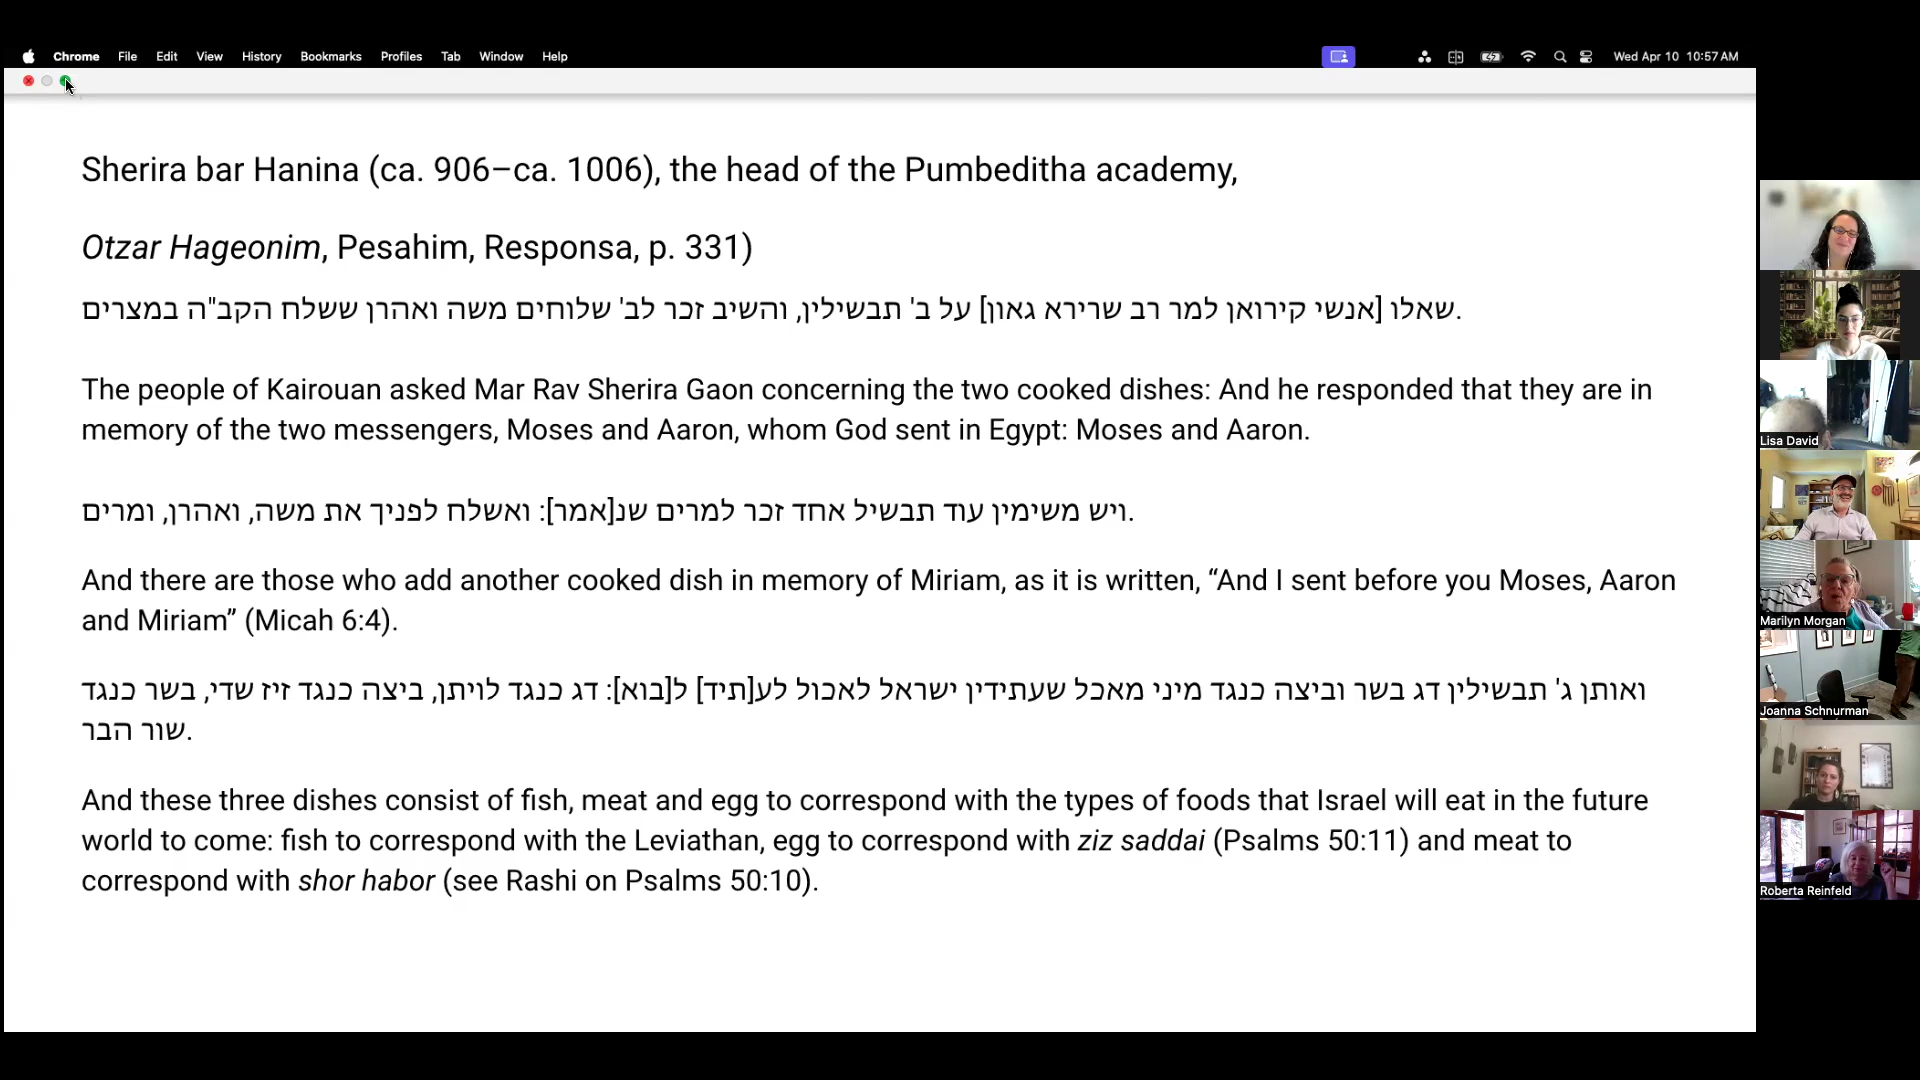 Chrome File Edit View History Bookmarks Profiles Tab Window Help Wed Apr 10 10:57 AM
Sherira bar Hanina (ca. 906–ca. 1006), the head of the Pumbeditha academy,
Otzar Hageonim, Pesahim, Responsa, p. 331)
שאלו [אנשי קירואן למר רב שרירא גאון] על ב' תבשילין, והשיב זכר לב' שלוחים משה ואהרן ששלח הקב"ה במצרים.
The people of Kairouan asked Mar Rav Sherira Gaon concerning the two cooked dishes: And he responded that they are in
memory of the two messengers, Moses and Aaron, whom God sent in Egypt: Moses and Aaron.
ויש משימין עוד תבשיל אחד זכר למרים שנ[אמר]: ואשלח לפניך את משה, ואהרן, ומרים.
And there are those who add another cooked dish in memory of Miriam, as it is written, “And I sent before you Moses, Aaron
and Miriam” (Micah 6:4).
ואותן ג' תבשילין דג בשר וביצה כנגד מיני מאכל שעתידין ישראל לאכול לע[תיד] ל[בוא]: דג כנגד לויתן, ביצה כנגד זיז שדי, בשר כנגד
שור הבר.
And these three dishes consist of fish, meat and egg to correspond with the types of foods that Israel will eat in the future
world to come: fish to correspond with the Leviathan, egg to correspond with ziz saddai (Psalms 50:11) and meat to
correspond with shor habor (see Rashi on Psalms 50:10).
Lisa David
Marilyn Morgan
Joanna Schnurman
Roberta Reinfeld